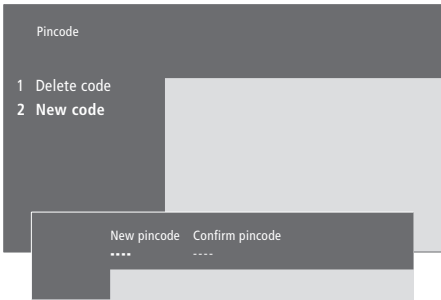 Pincode
1 Delete code
2 New code
New pincode Confirm pincode
---- ----